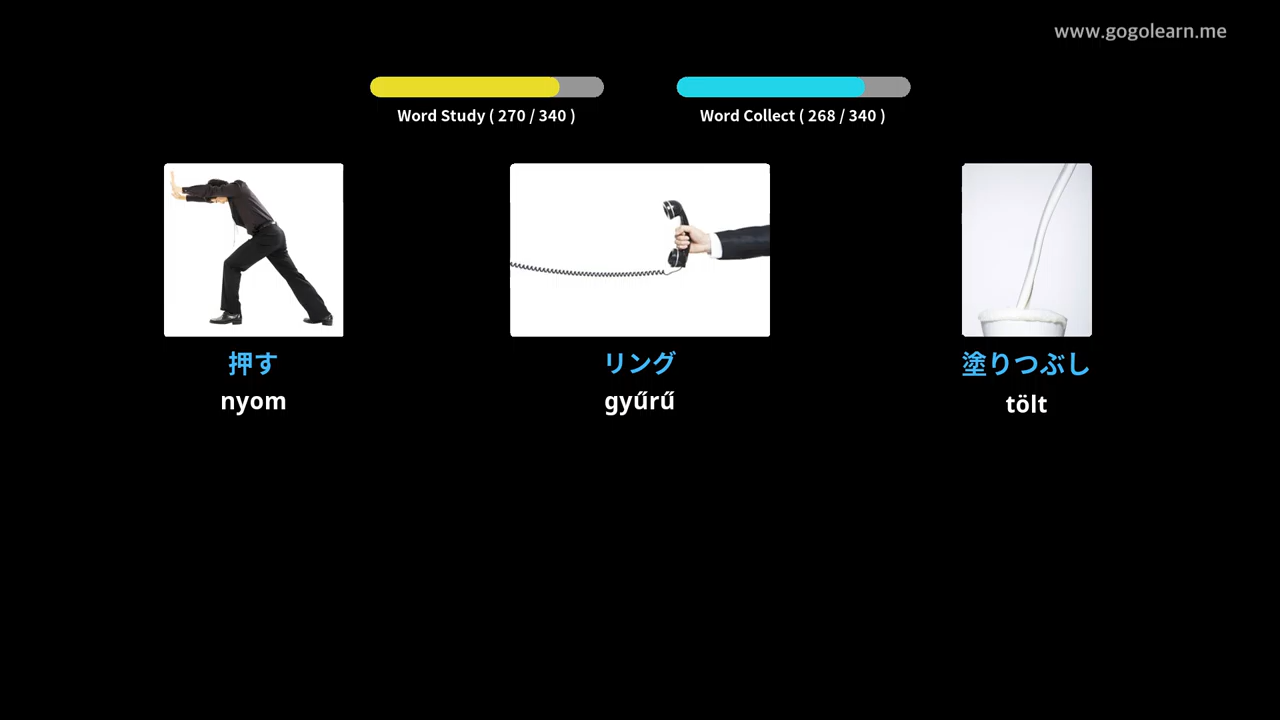 www.gogolearn.me
Word Study ( 270 / 340 )
Word Collect ( 268 / 340 )
押す
リング
塗りつぶし
nyom
gyűrű
tölt